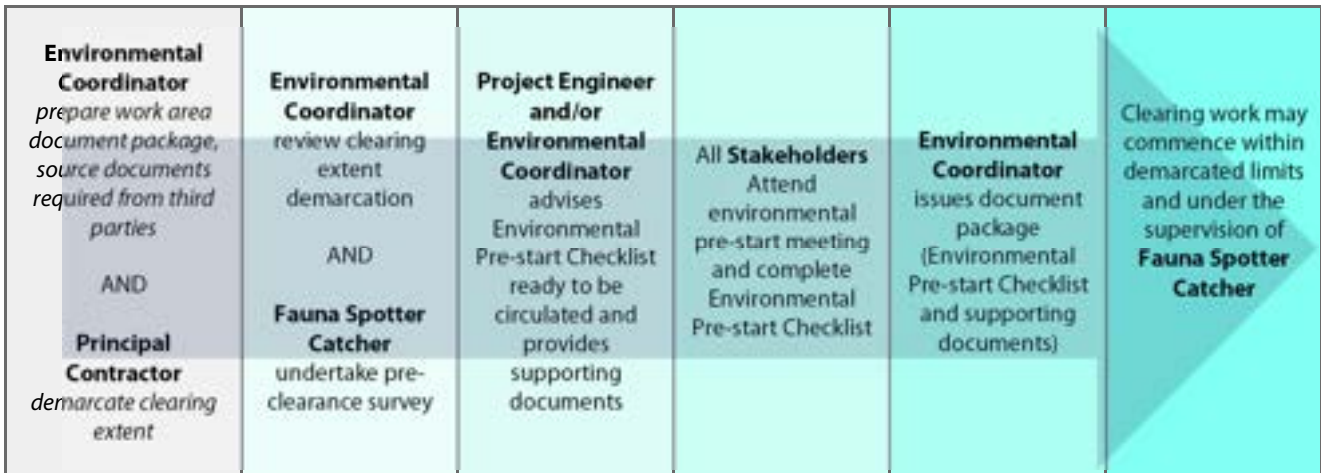 Environmental
Coordinator
prepare work area
document package,
source documents
required from third
parties
AND
Principal
Contractor
demarcate clearing
extent
Environmental
Coordinator
review clearing
extent
demarcation
AND
Fauna Spotter
Catcher
undertake pre-
clearance survey
Project Engineer
and/or
Environmental
Coordinator
advises
Environmental
Pre-start Checklist
ready to be
circulated and
provides
supporting
documents
All Stakeholders
Attend
environmental
pre-start meeting
and complete
Environmental
Pre-start Checklist
Environmental
Coordinator
issues document
package
(Environmental
Pre-start Checklist
and supporting
documents)
Clearing work may
commence within
demarcated limits
and under the
supervision of
Fauna Spotter
Catcher